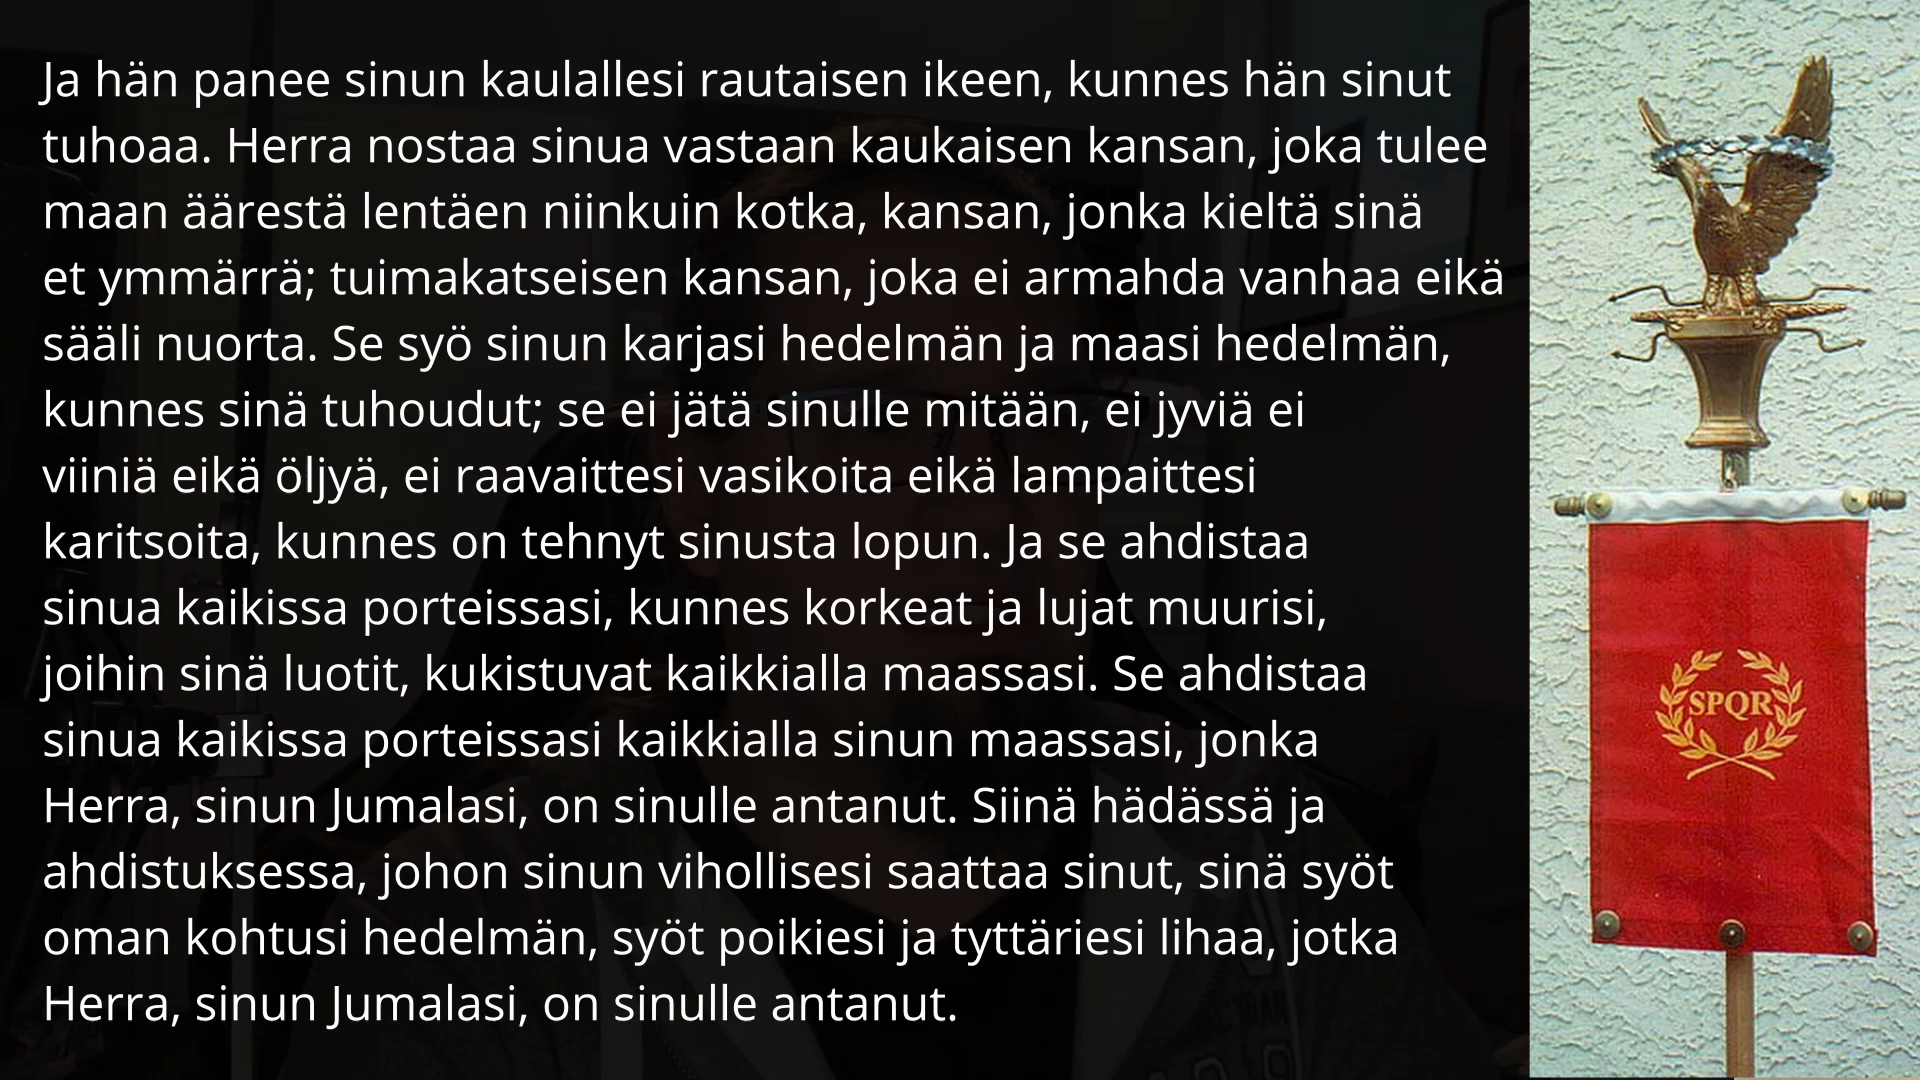 Ja hän panee sinun kaulallesi rautaisen ikeen, kunnes hän sinut
tuhoaa. Herra nostaa sinua vastaan kaukaisen kansan, joka tulee
maan äärestä lentäen niinkuin kotka, kansan, jonka kieltä sinä
et ymmärrä; tuimakatseisen kansan, joka ei armahda vanhaa eikä
sääli nuorta. Se syö sinun karjasi hedelmän ja maasi hedelmän,
kunnes sinä tuhoudut; se ei jätä sinulle mitään, ei jyviä ei
viiniä eikä öljyä, ei raavaittesi vasikoita eikä lampaittesi
karitsoita, kunnes on tehnyt sinusta lopun. Ja se ahdistaa
sinua kaikissa porteissasi, kunnes korkeat ja lujat muurisi,
joihin sinä luotit, kukistuvat kaikkialla maassasi. Se ahdistaa
sinua kaikissa porteissasi kaikkialla sinun maassasi, jonka
Herra, sinun Jumalasi, on sinulle antanut. Siinä hädässä ja
ahdistuksessa, johon sinun vihollisesi saattaa sinut, sinä syöt
oman kohtusi hedelmän, syöt poikiesi ja tyttäriesi lihaa, jotka
Herra, sinun Jumalasi, on sinulle antanut.
SPQR